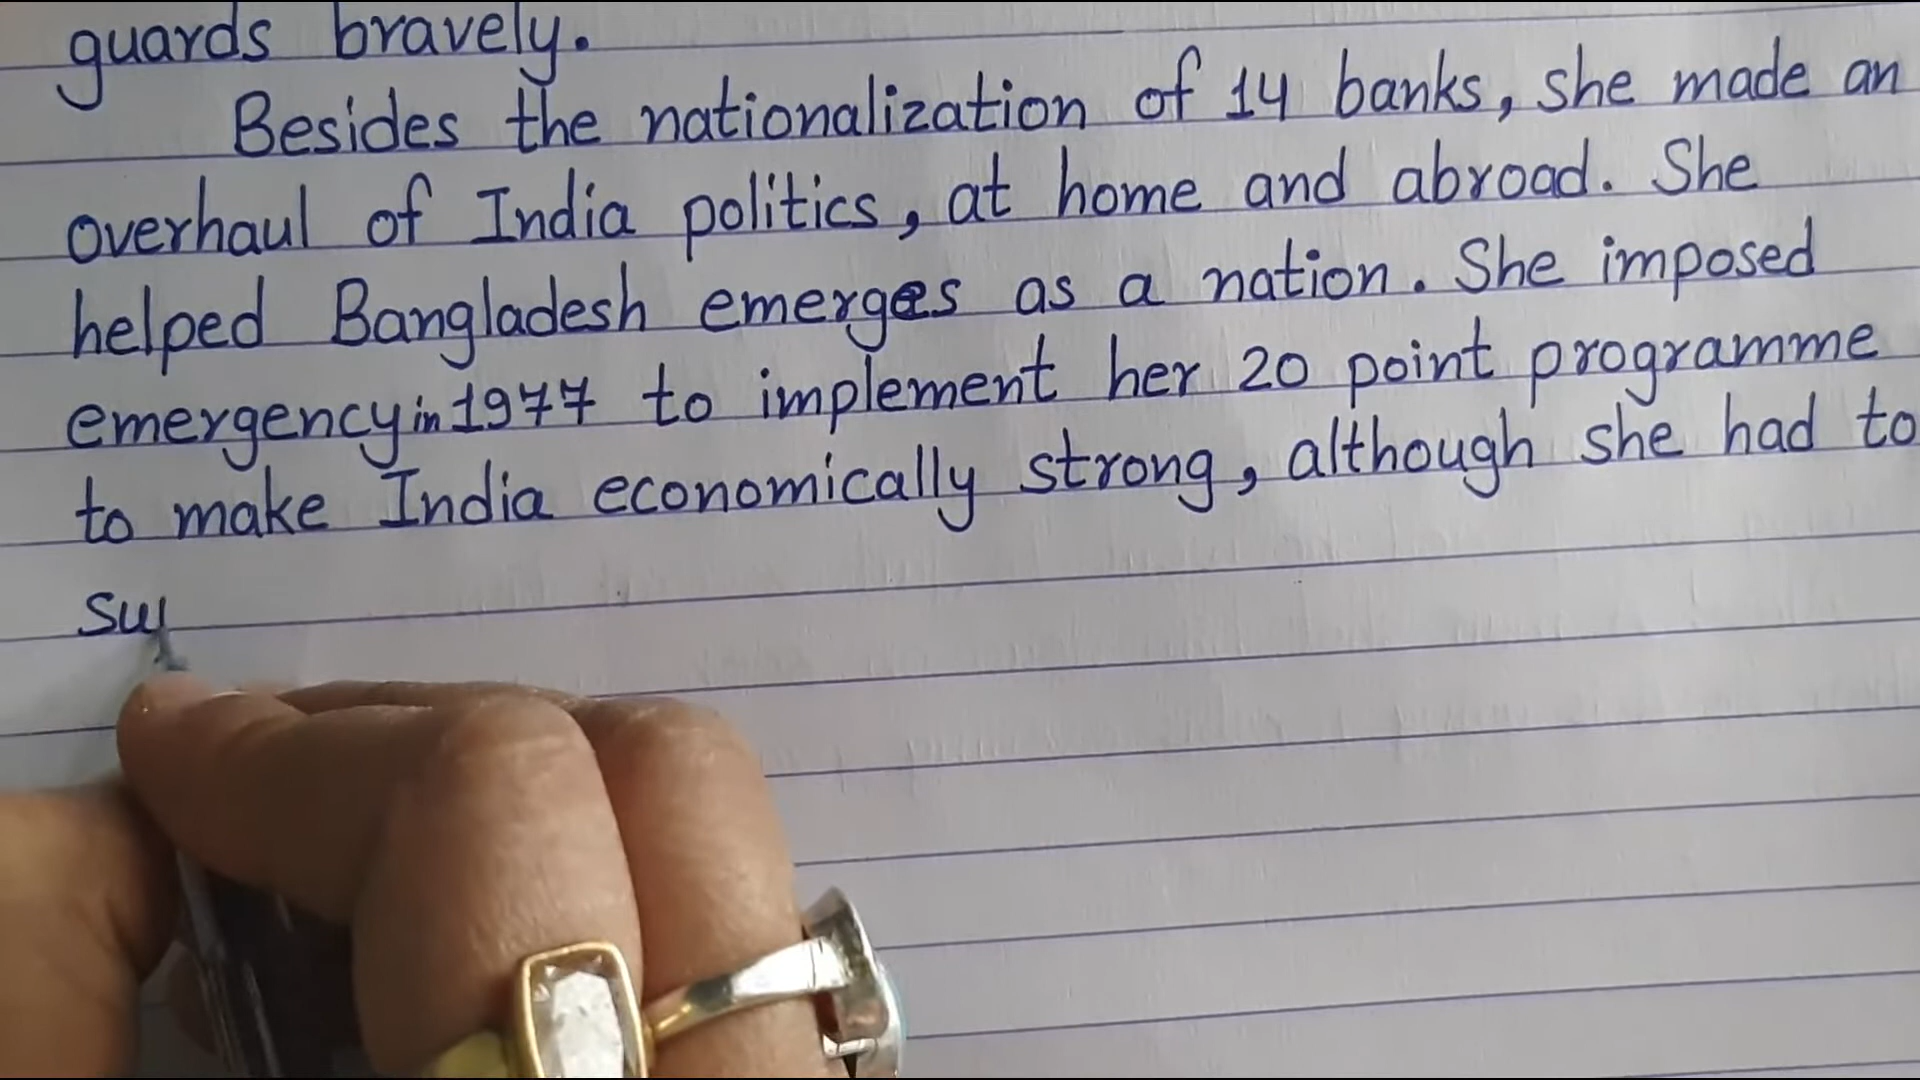 guards bravely.
Besides the nationalization of 14 banks, she made an
overhaul of India politics, at home and abroad. She
helped Bangladesh emerges as a nation. She imposed
emergency in 1977 to implement her 20 point programme
to make India economically strong, although she had to